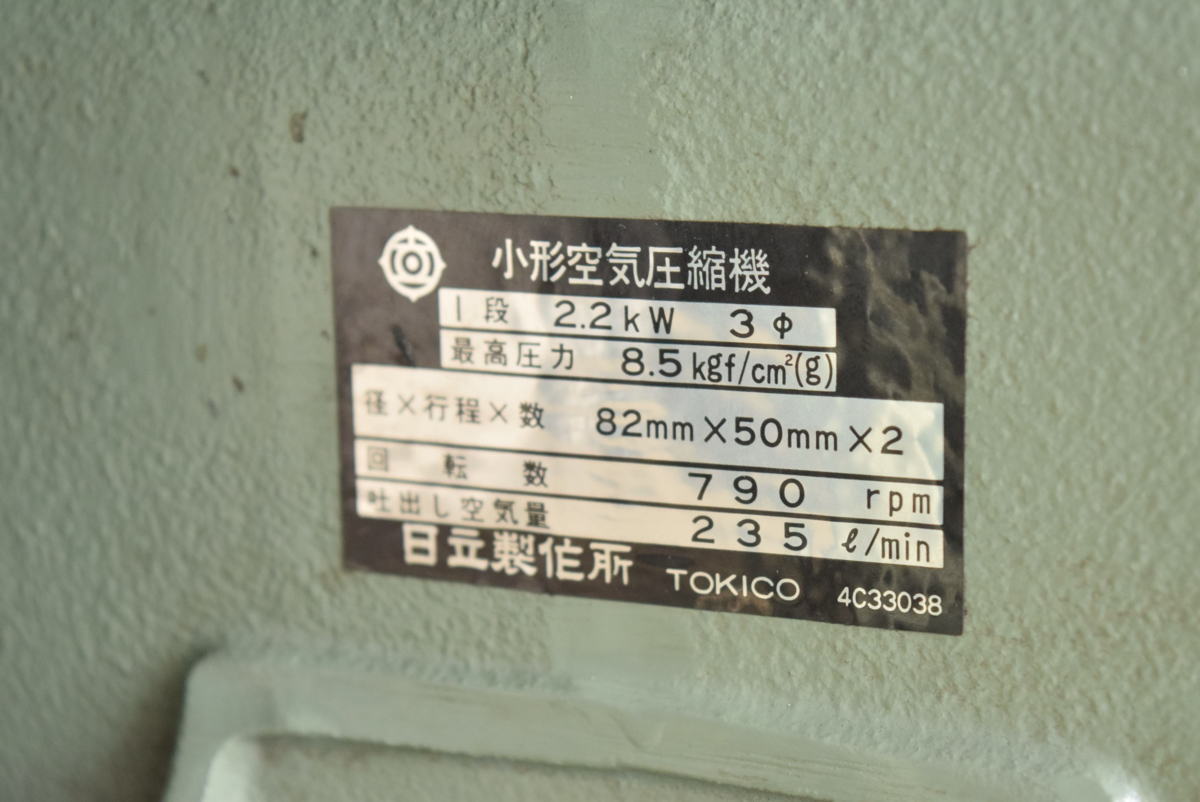 小形空気圧縮機
1段 2.2kW 3φ
最高圧力 8.5kgf/cm²(g)
径×行程×数 82mm×50mm×2
回転数 790 rpm
吐出し空気量 235 ℓ/min
日立製作所 TOKICO 4C33038